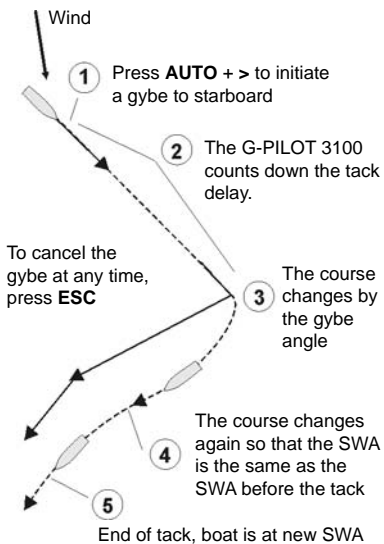 Wind
1
Press AUTO + > to initiate
a gybe to starboard
2
The G-PILOT 3100
counts down the tack
delay.
To cancel the
gybe at any time,
press ESC
3
The course
changes by
the gybe
angle
4
The course changes
again so that the SWA
is the same as the
SWA before the tack
5
End of tack, boat is at new SWA